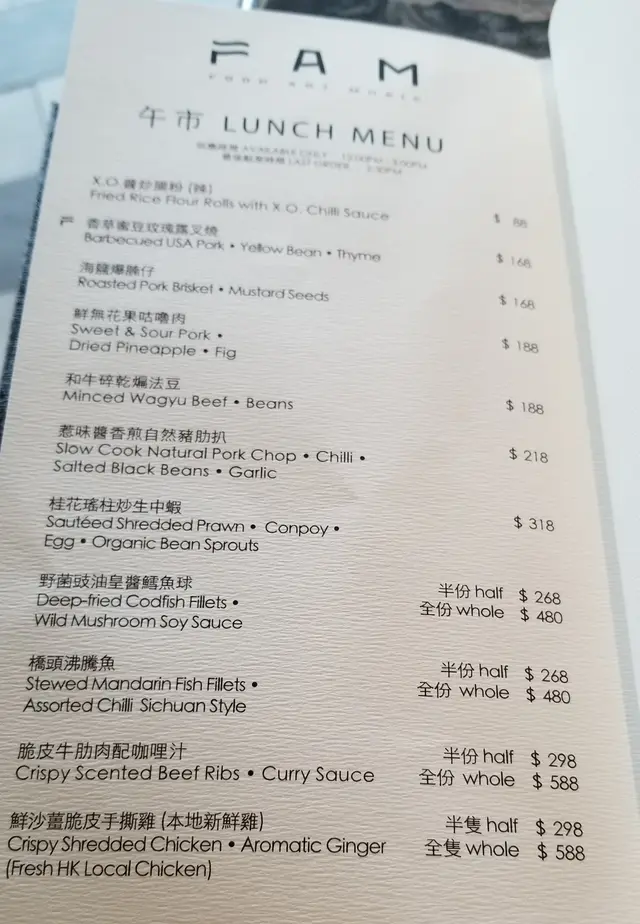 FAM
午市 LUNCH MENU
X.O.醬炒腸粉 (辣)
Fried Rice Flour Rolls with X.O. Chilli Sauce
$ 88
香草蜜豆玫瑰露叉燒
Barbecued USA Pork • Yellow Bean • Thyme
$ 168
海龍爆腩仔
Roasted Pork Brisket • Mustard Seeds
$ 168
鮮無花果咕嚕肉
Sweet & Sour Pork •
Dried Pineapple • Fig
$ 188
和牛碎乾煸法豆
Minced Wagyu Beef • Beans
$ 188
惹味醬香煎自然豬肋扒
Slow Cook Natural Pork Chop • Chilli •
Salted Black Beans • Garlic
$ 218
桂花瑤柱炒生中蝦
Sautéed Shredded Prawn • Conpoy •
Egg • Organic Bean Sprouts
$ 318
野菌豉油皇醬鱈魚球
Deep-fried Codfish Fillets •
Wild Mushroom Soy Sauce
半份 half $ 268
全份 whole $ 480
橋頭沸騰魚
Stewed Mandarin Fish Fillets •
Assorted Chilli Sichuan Style
半份 half $ 268
全份 whole $ 480
脆皮牛肋肉配咖喱汁
Crispy Scented Beef Ribs • Curry Sauce
半份 half $ 298
全份 whole $ 588
鮮沙薑脆皮手撕雞 (本地新鮮雞)
Crispy Shredded Chicken • Aromatic Ginger
(Fresh HK Local Chicken)
半隻 half $ 298
全隻 whole $ 588